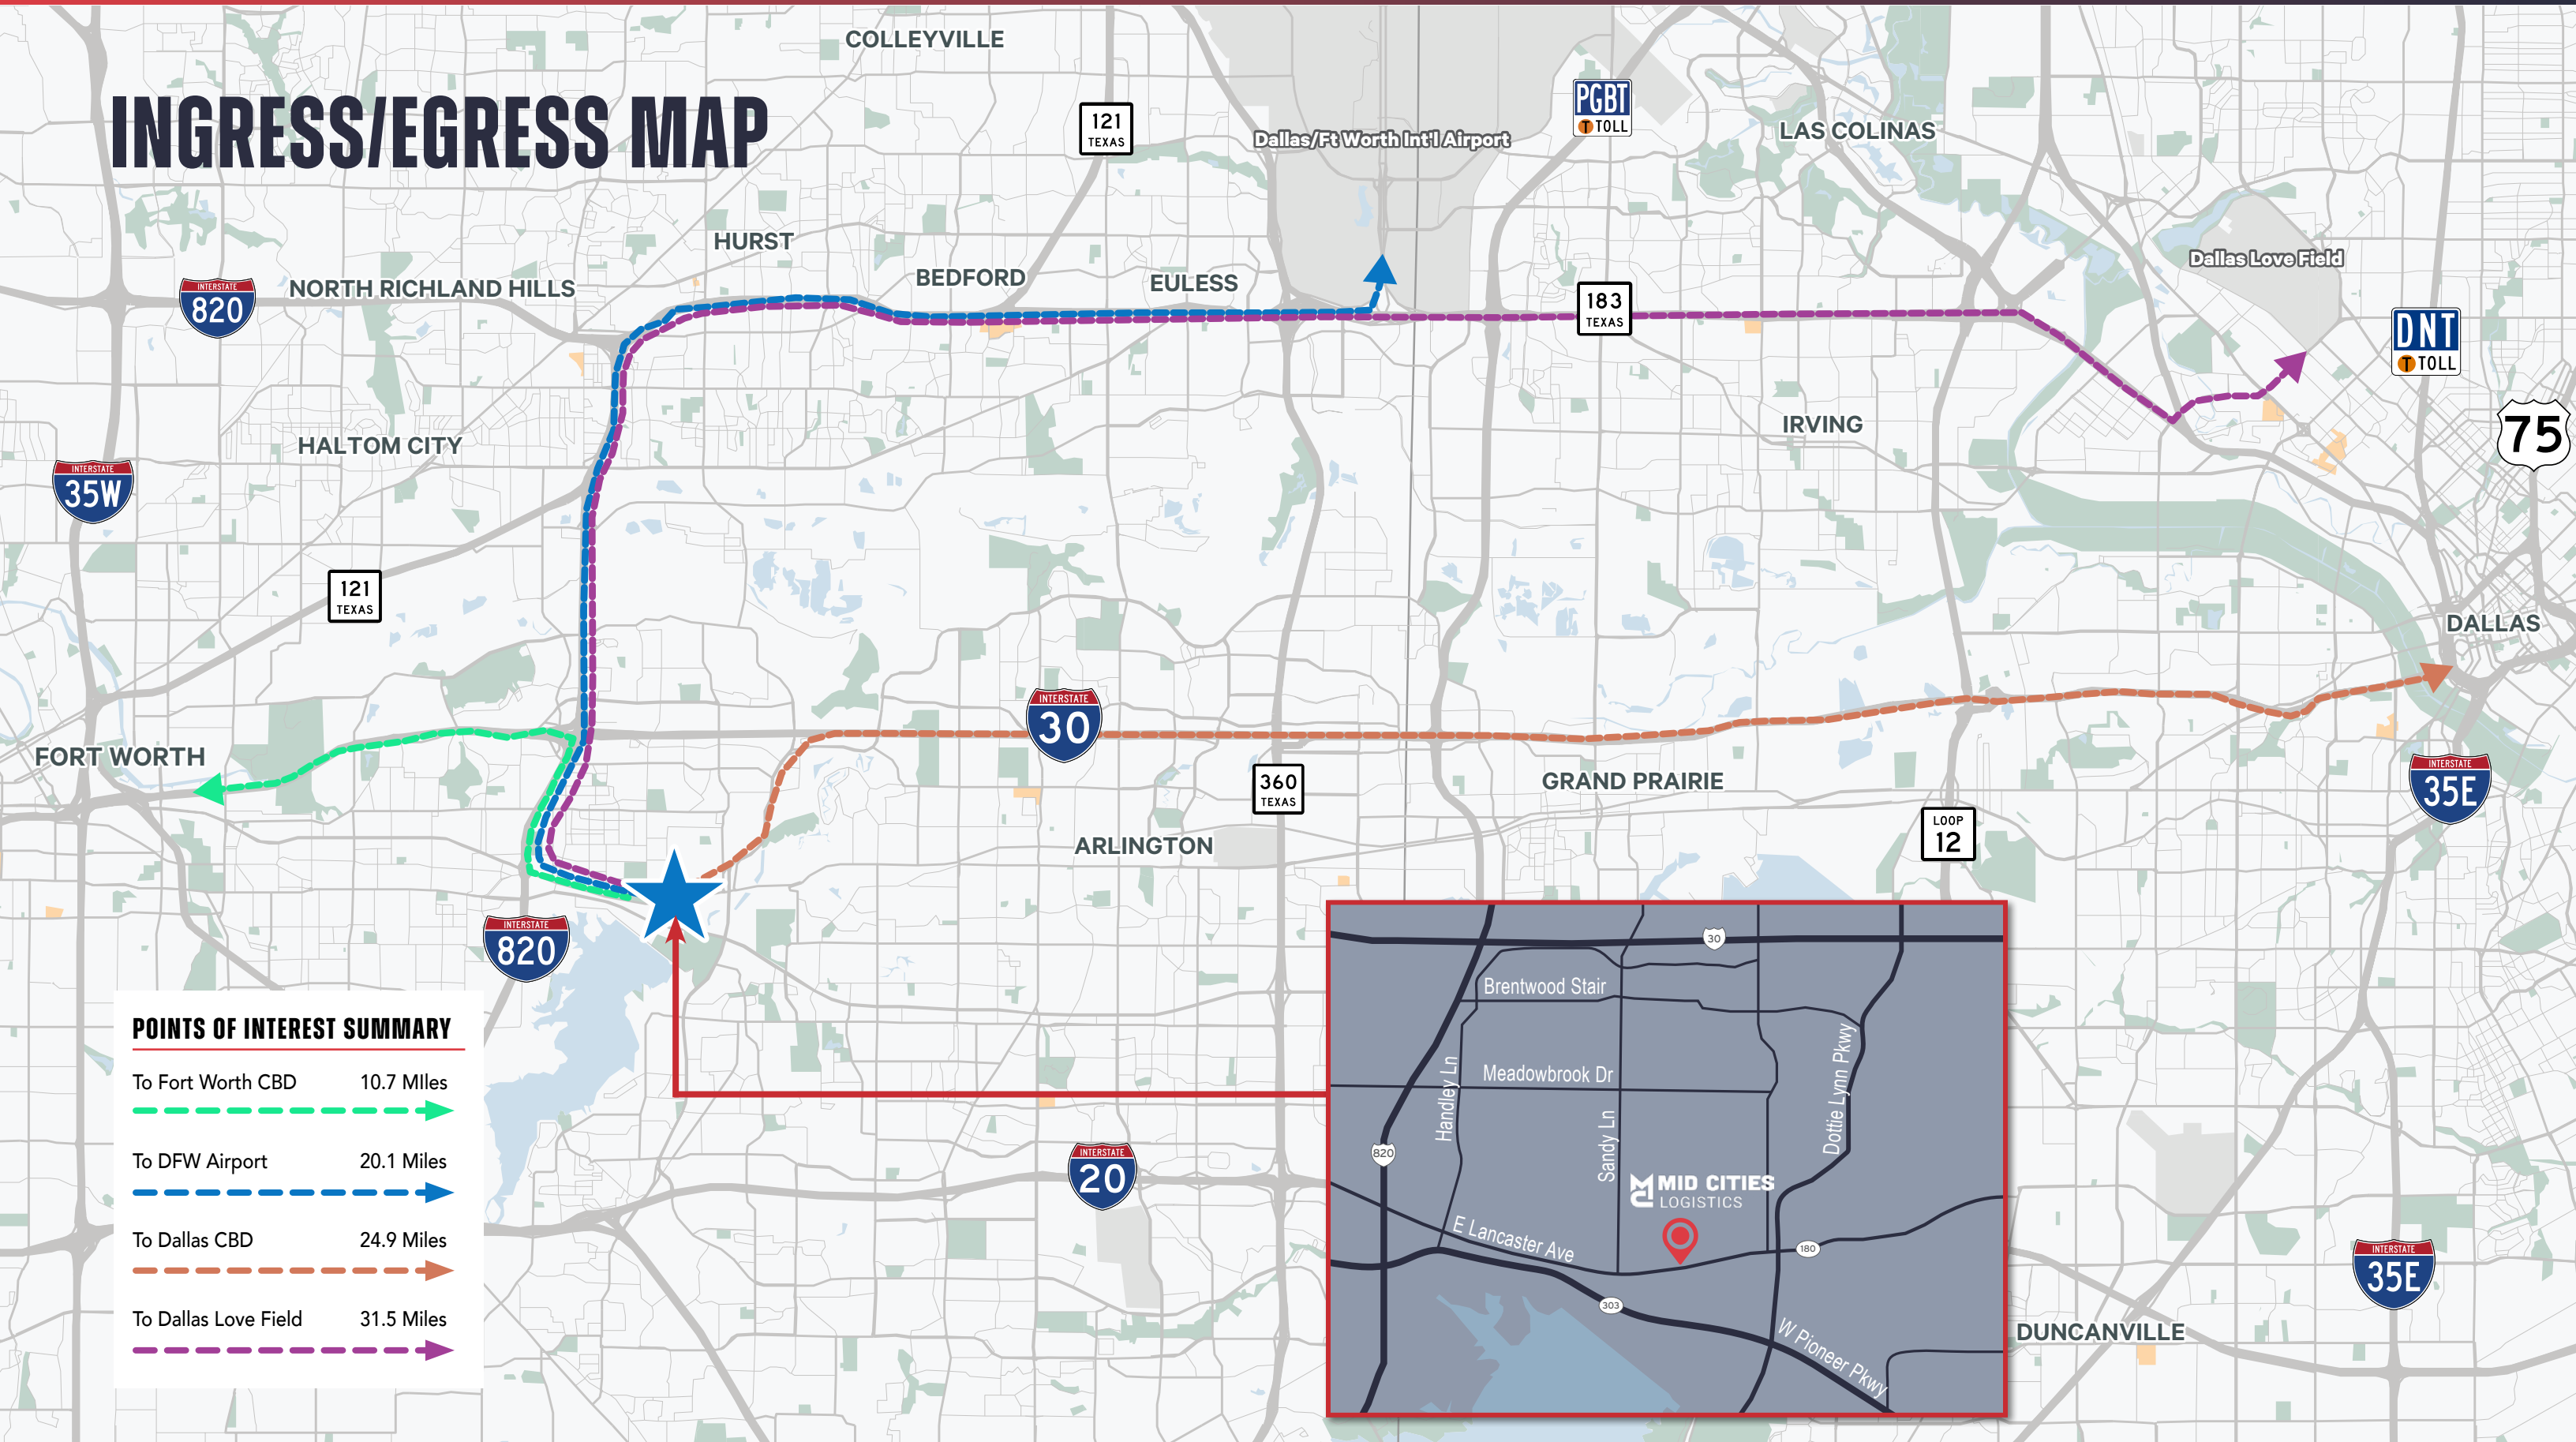 COLLEYVILLE
INGRESS/EGRESS MAP
121
TEXAS
Dallas/Ft Worth Int'l Airport
PGBT
T TOLL
LAS COLINAS
HURST
BEDFORD
EULESS
Dallas Love Field
INTERSTATE
820
NORTH RICHLAND HILLS
183
TEXAS
DNT
T TOLL
IRVING
75
HALTOM CITY
INTERSTATE
35W
121
TEXAS
DALLAS
INTERSTATE
30
FORT WORTH
360
TEXAS
GRAND PRAIRIE
INTERSTATE
35E
LOOP
12
ARLINGTON
INTERSTATE
820
POINTS OF INTEREST SUMMARY
To Fort Worth CBD 10.7 MIles
To DFW Airport 20.1 Miles
To Dallas CBD 24.9 Miles
To Dallas Love Field 31.5 Miles
INTERSTATE
20
30
Brentwood Stair
Meadowbrook Dr
Handley Ln
Sandy Ln
Dottie Lynn Pkwy
820
MC MID CITIES
LOGISTICS
E Lancaster Ave
180
303
W Pioneer Pkwy
INTERSTATE
35E
DUNCANVILLE